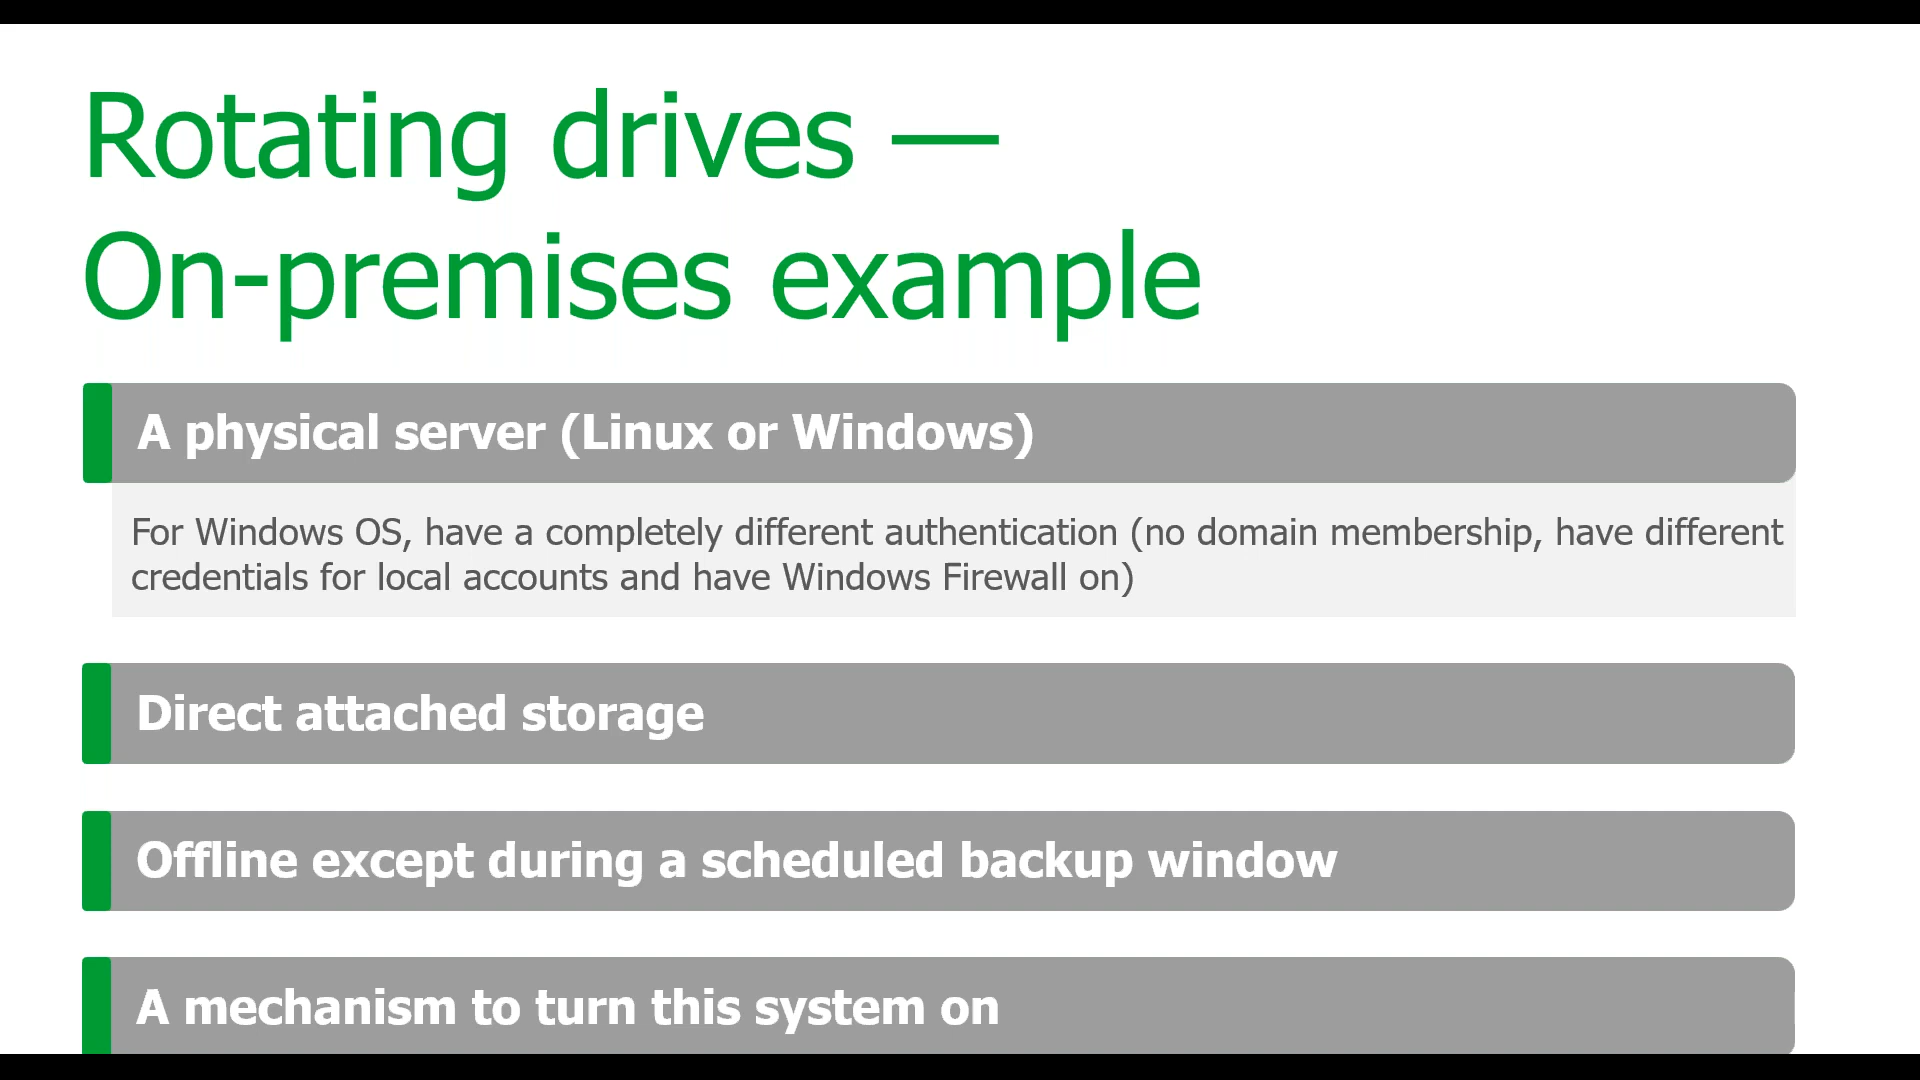 Rotating drives —
On-premises example
A physical server (Linux or Windows)
For Windows OS, have a completely different authentication (no domain membership, have different
credentials for local accounts and have Windows Firewall on)
Direct attached storage
Offline except during a scheduled backup window
A mechanism to turn this system on